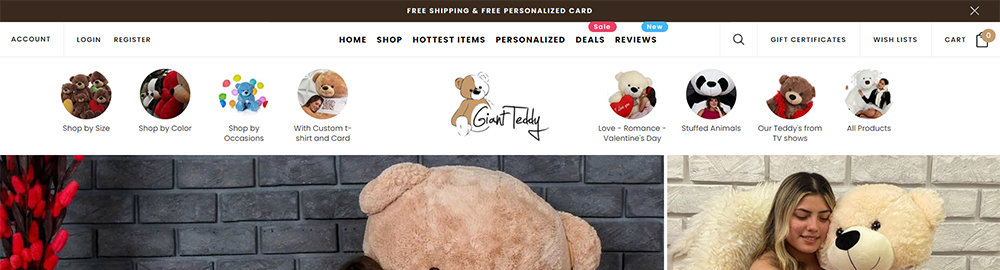 FREE SHIPPING & FREE PERSONALIZED CARD
ACCOUNT LOGIN REGISTER HOME SHOP HOTTEST ITEMS PERSONALIZED DEALS REVIEWS GIFT CERTIFICATES WISH LISTS CART 0
Sale New
Shop by Size
Shop by Color
Shop by
Occasions
With Custom t-
shirt and Card
Giant Teddy
Love - Romance -
Valentine's Day
Stuffed Animals
Our Teddy's from
TV shows
All Products